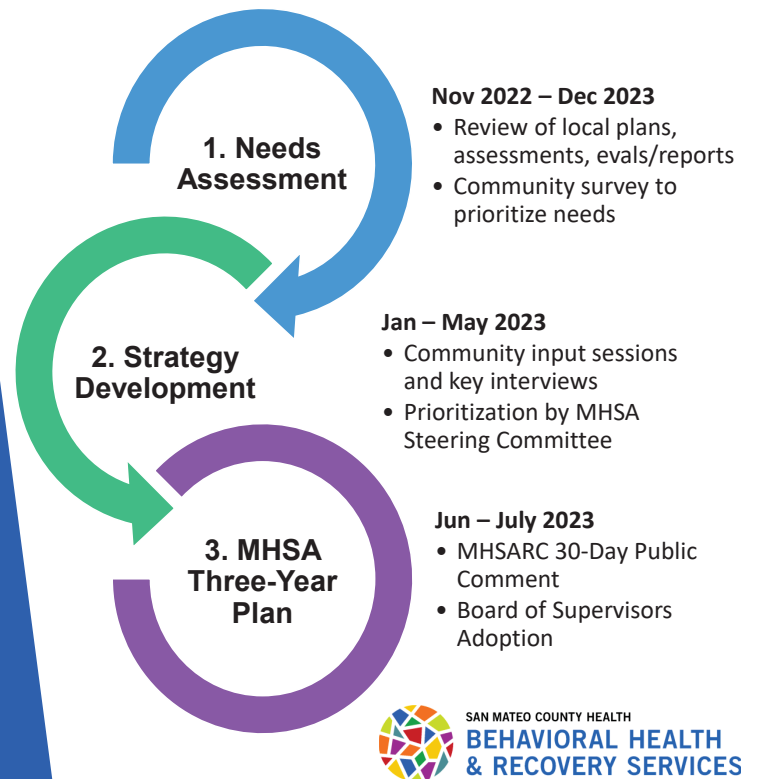 1. Needs
Assessment
Nov 2022 – Dec 2023
• Review of local plans,
assessments, evals/reports
• Community survey to
prioritize needs
2. Strategy
Development
Jan – May 2023
• Community input sessions
and key interviews
• Prioritization by MHSA
Steering Committee
3. MHSA
Three-Year
Plan
Jun – July 2023
• MHSARC 30-Day Public
Comment
• Board of Supervisors
Adoption
SAN MATEO COUNTY HEALTH
BEHAVIORAL HEALTH
& RECOVERY SERVICES